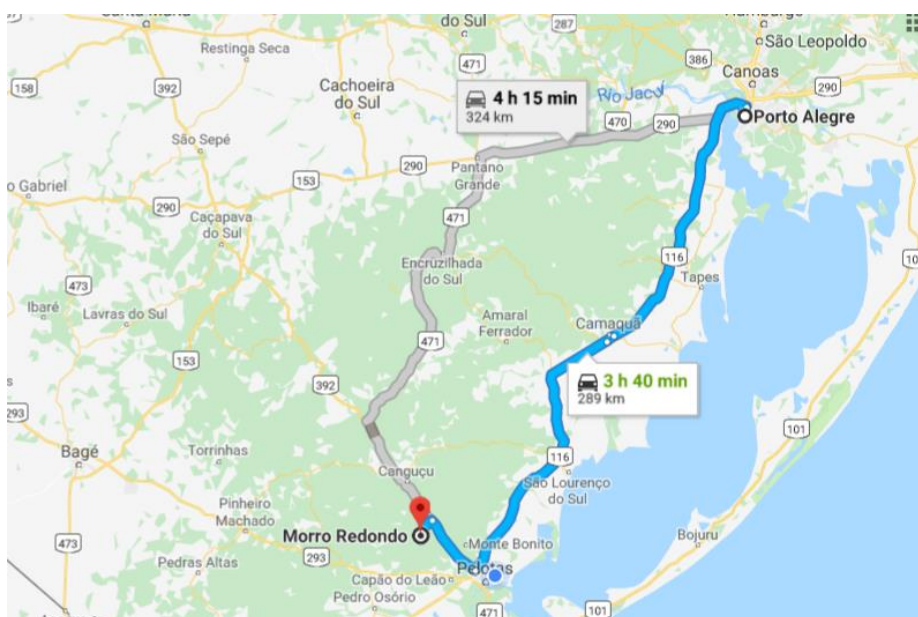 do Sul
287
Restinga Seca
São Leopoldo
471
386
158
392
Canoas
Cachoeira
do Sul
4 h 15 min
324 km
Río Jacuí
290
Porto Alegre
470
290
São Sepé
Pantano
Grande
290
153
o Gabriel
290
Caçapava
do Sul
471
116
10
Encruzilhada
do Sul
473
Tapes
Ibaré
Lavras do Sul
Amaral
Ferrador
Camaquã
471
153
3 h 40 min
289 km
392
293
101
Bagé
Torrinhas
Canguçu
116
São Lourenço
do Sul
Pinheiro
Machado
Morro Redondo
Monte Bonito
Bojuru
473
293
Pedras Altas
Pelotas
Capão do Leão
Pedro Osório
471
101